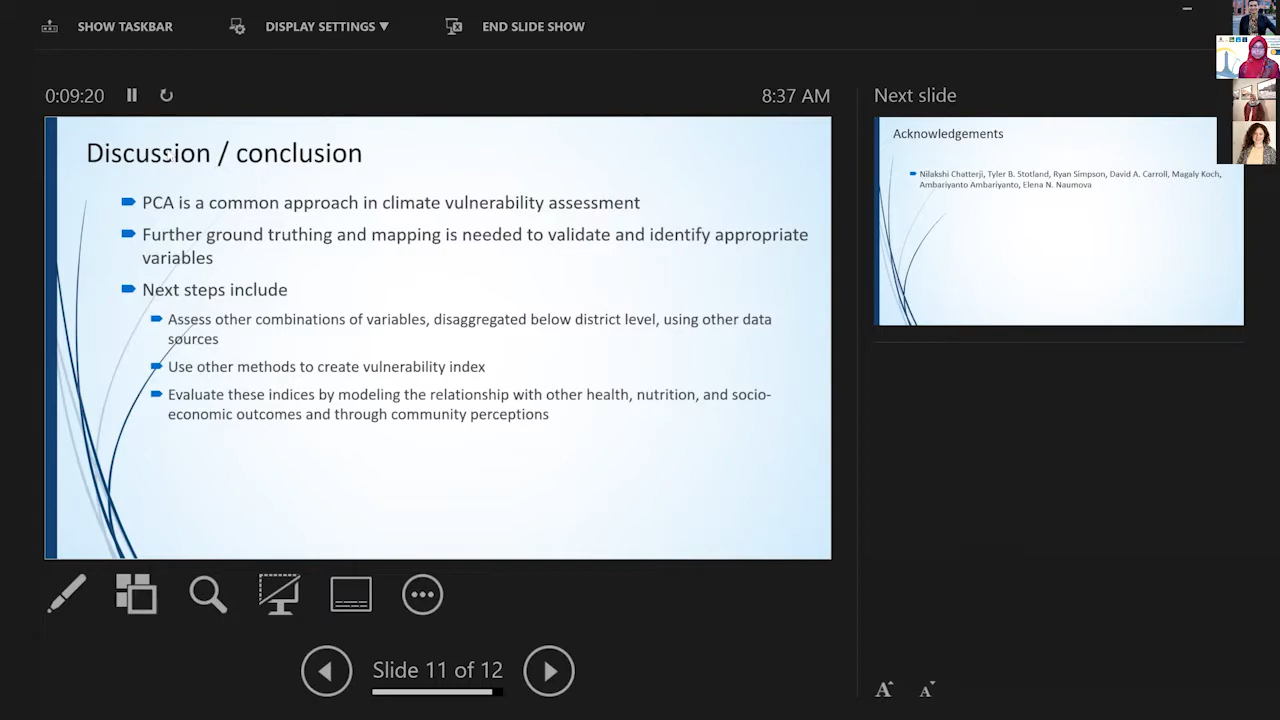 SHOW TASKBAR
DISPLAY SETTINGS ▼
END SLIDE SHOW
0:09:20
8:37 AM
Discussion / conclusion
PCA is a common approach in climate vulnerability assessment
Further ground truthing and mapping is needed to validate and identify appropriate
variables
Next steps include
Assess other combinations of variables, disaggregated below district level, using other data
sources
Use other methods to create vulnerability index
Evaluate these indices by modeling the relationship with other health, nutrition, and socio-
economic outcomes and through community perceptions
Slide 11 of 12
Next slide
Acknowledgements
Nilakshi Chatterji, Tyler B. Stotland, Ryan Simpson, David A. Carroll, Magaly Koch,
Ambariyanto Ambariyanto, Elena N. Naumova
A A